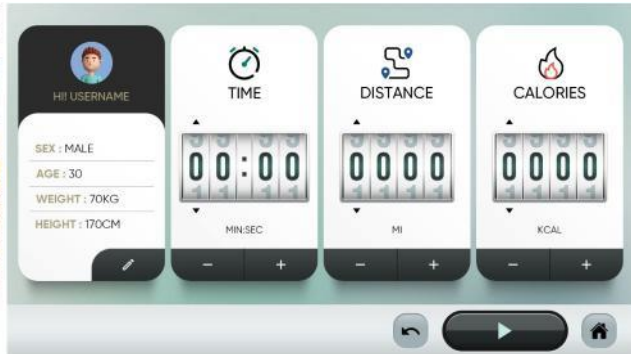 HI! USERNAME
SEX : MALE
AGE : 30
WEIGHT : 70KG
HEIGHT : 170CM
TIME
00:00
MIN:SEC
− +
DISTANCE
0000
MI
− +
CALORIES
0000
KCAL
− +